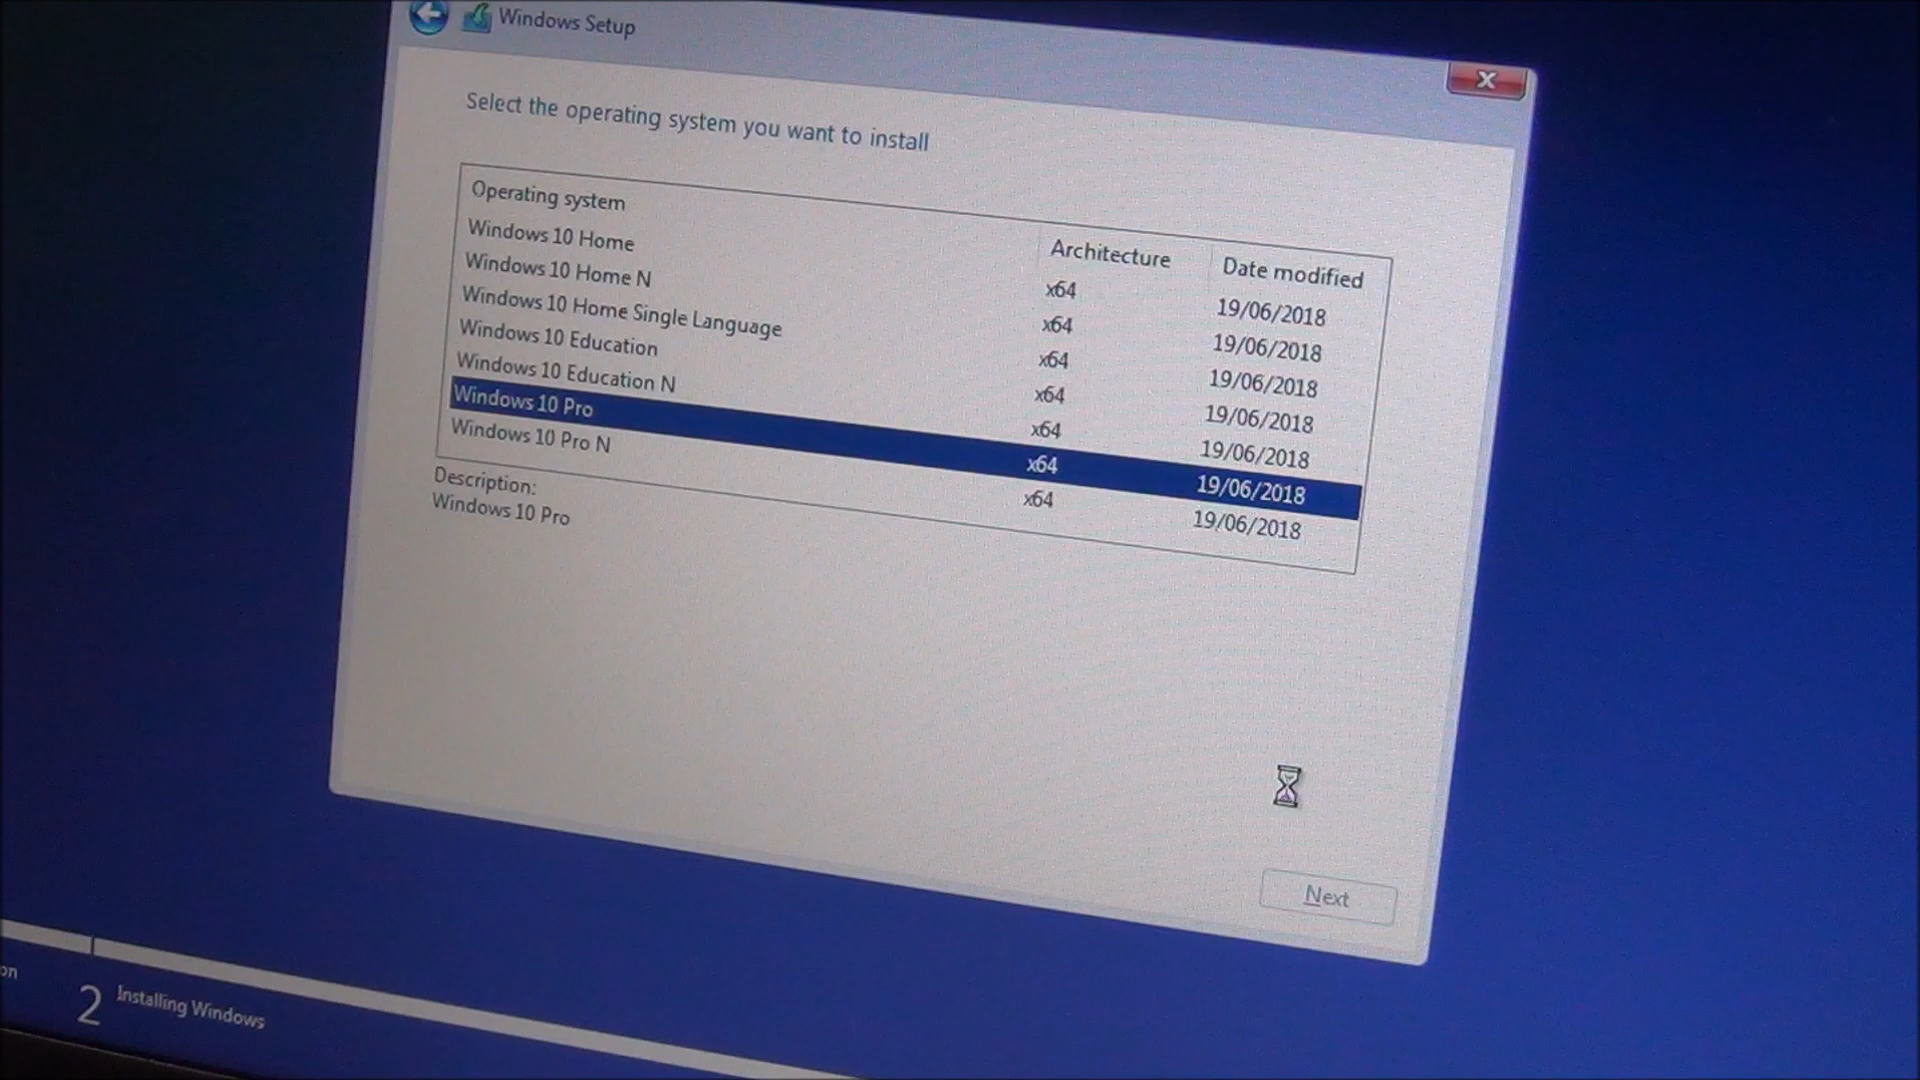 Windows Setup
X
Select the operating system you want to install
Operating system Architecture Date modified
Windows 10 Home x64 19/06/2018
Windows 10 Home N x64 19/06/2018
Windows 10 Home Single Language x64 19/06/2018
Windows 10 Education x64 19/06/2018
Windows 10 Education N x64 19/06/2018
Windows 10 Pro x64 19/06/2018
Windows 10 Pro N x64 19/06/2018
Description:
Windows 10 Pro
Next
on
2 Installing Windows